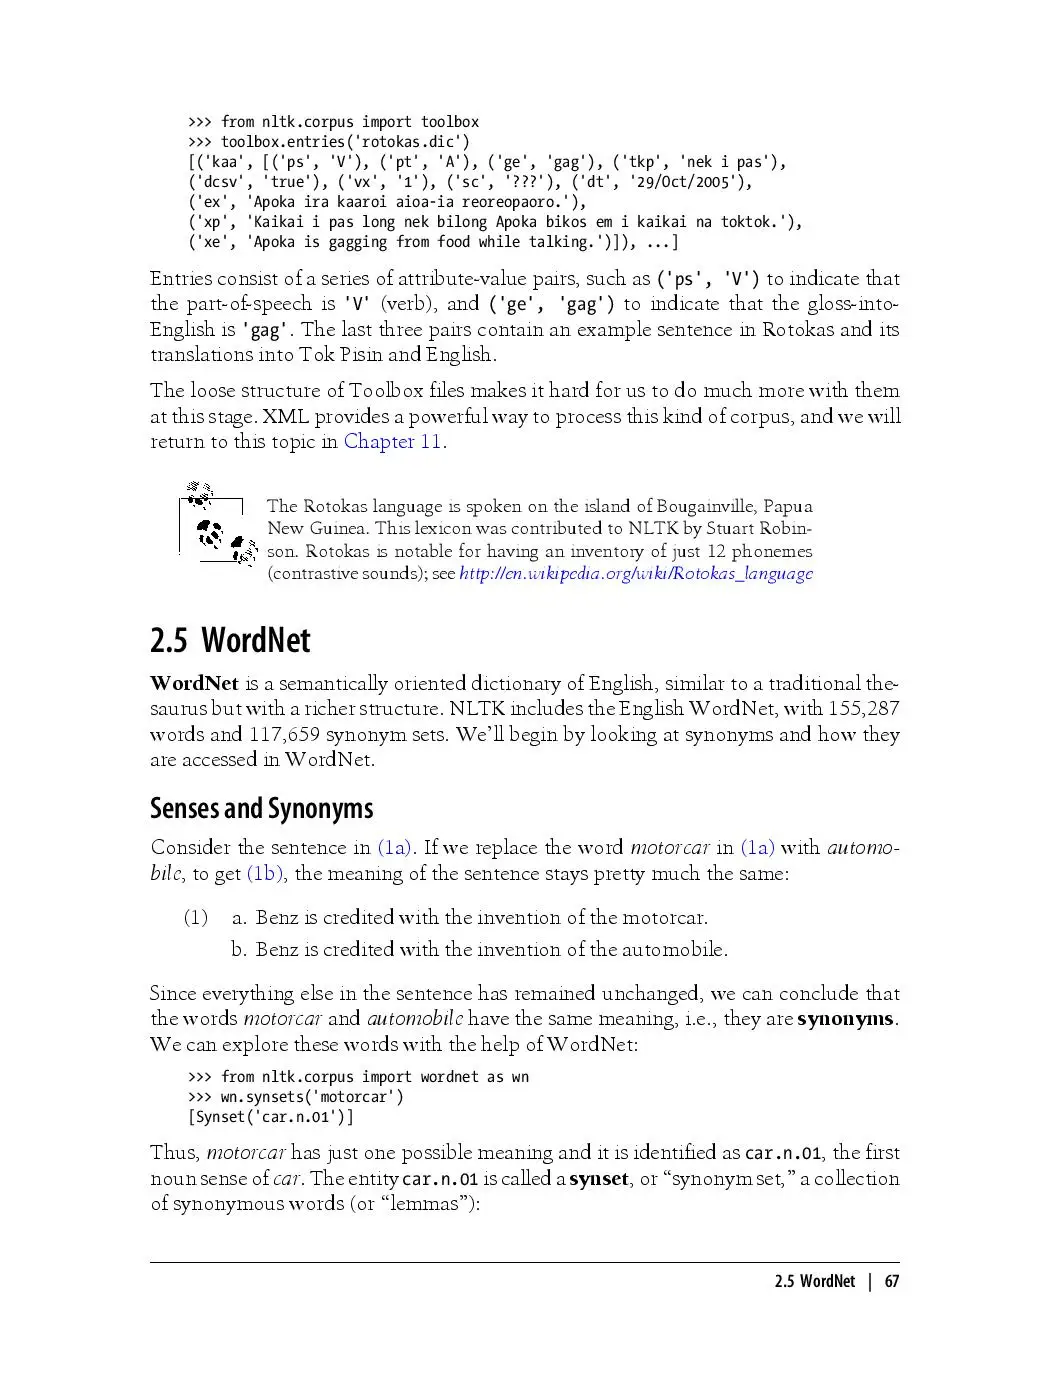 >>> from nltk.corpus import toolbox
>>> toolbox.entries('rotokas.dic')
[('kaa', [('ps', 'V'), ('pt', 'A'), ('ge', 'gag'), ('tkp', 'nek i pas'),
('dcsv', 'true'), ('vx', '1'), ('sc', '???'), ('dt', '29/Oct/2005'),
('ex', 'Apoka ira kaaroi aioa-ia reoreopaoro.'),
('xp', 'Kaikai i pas long nek bilong Apoka bikos em i kaikai na toktok.'),
('xe', 'Apoka is gagging from food while talking.')]), ...]
Entries consist of a series of attribute-value pairs, such as ('ps', 'V') to indicate that
the part-of-speech is 'V' (verb), and ('ge', 'gag') to indicate that the gloss-into-
English is 'gag'. The last three pairs contain an example sentence in Rotokas and its
translations into Tok Pisin and English.
The loose structure of Toolbox files makes it hard for us to do much more with them
at this stage. XML provides a powerful way to process this kind of corpus, and we will
return to this topic in Chapter 11.
The Rotokas language is spoken on the island of Bougainville, Papua
New Guinea. This lexicon was contributed to NLTK by Stuart Robin-
son. Rotokas is notable for having an inventory of just 12 phonemes
(contrastive sounds); see http://en.wikipedia.org/wiki/Rotokas_language
2.5 WordNet
WordNet is a semantically oriented dictionary of English, similar to a traditional the-
saurus but with a richer structure. NLTK includes the English WordNet, with 155,287
words and 117,659 synonym sets. We'll begin by looking at synonyms and how they
are accessed in WordNet.
Senses and Synonyms
Consider the sentence in (1a). If we replace the word motorcar in (1a) with automo-
bile, to get (1b), the meaning of the sentence stays pretty much the same:
(1) a. Benz is credited with the invention of the motorcar.
b. Benz is credited with the invention of the automobile.
Since everything else in the sentence has remained unchanged, we can conclude that
the words motorcar and automobile have the same meaning, i.e., they are synonyms.
We can explore these words with the help of WordNet:
>>> from nltk.corpus import wordnet as wn
>>> wn.synsets('motorcar')
[Synset('car.n.01')]
Thus, motorcar has just one possible meaning and it is identified as car.n.01, the first
noun sense of car. The entity car.n.01 is called a synset, or “synonym set,” a collection
of synonymous words (or “lemmas”):
2.5 WordNet | 67